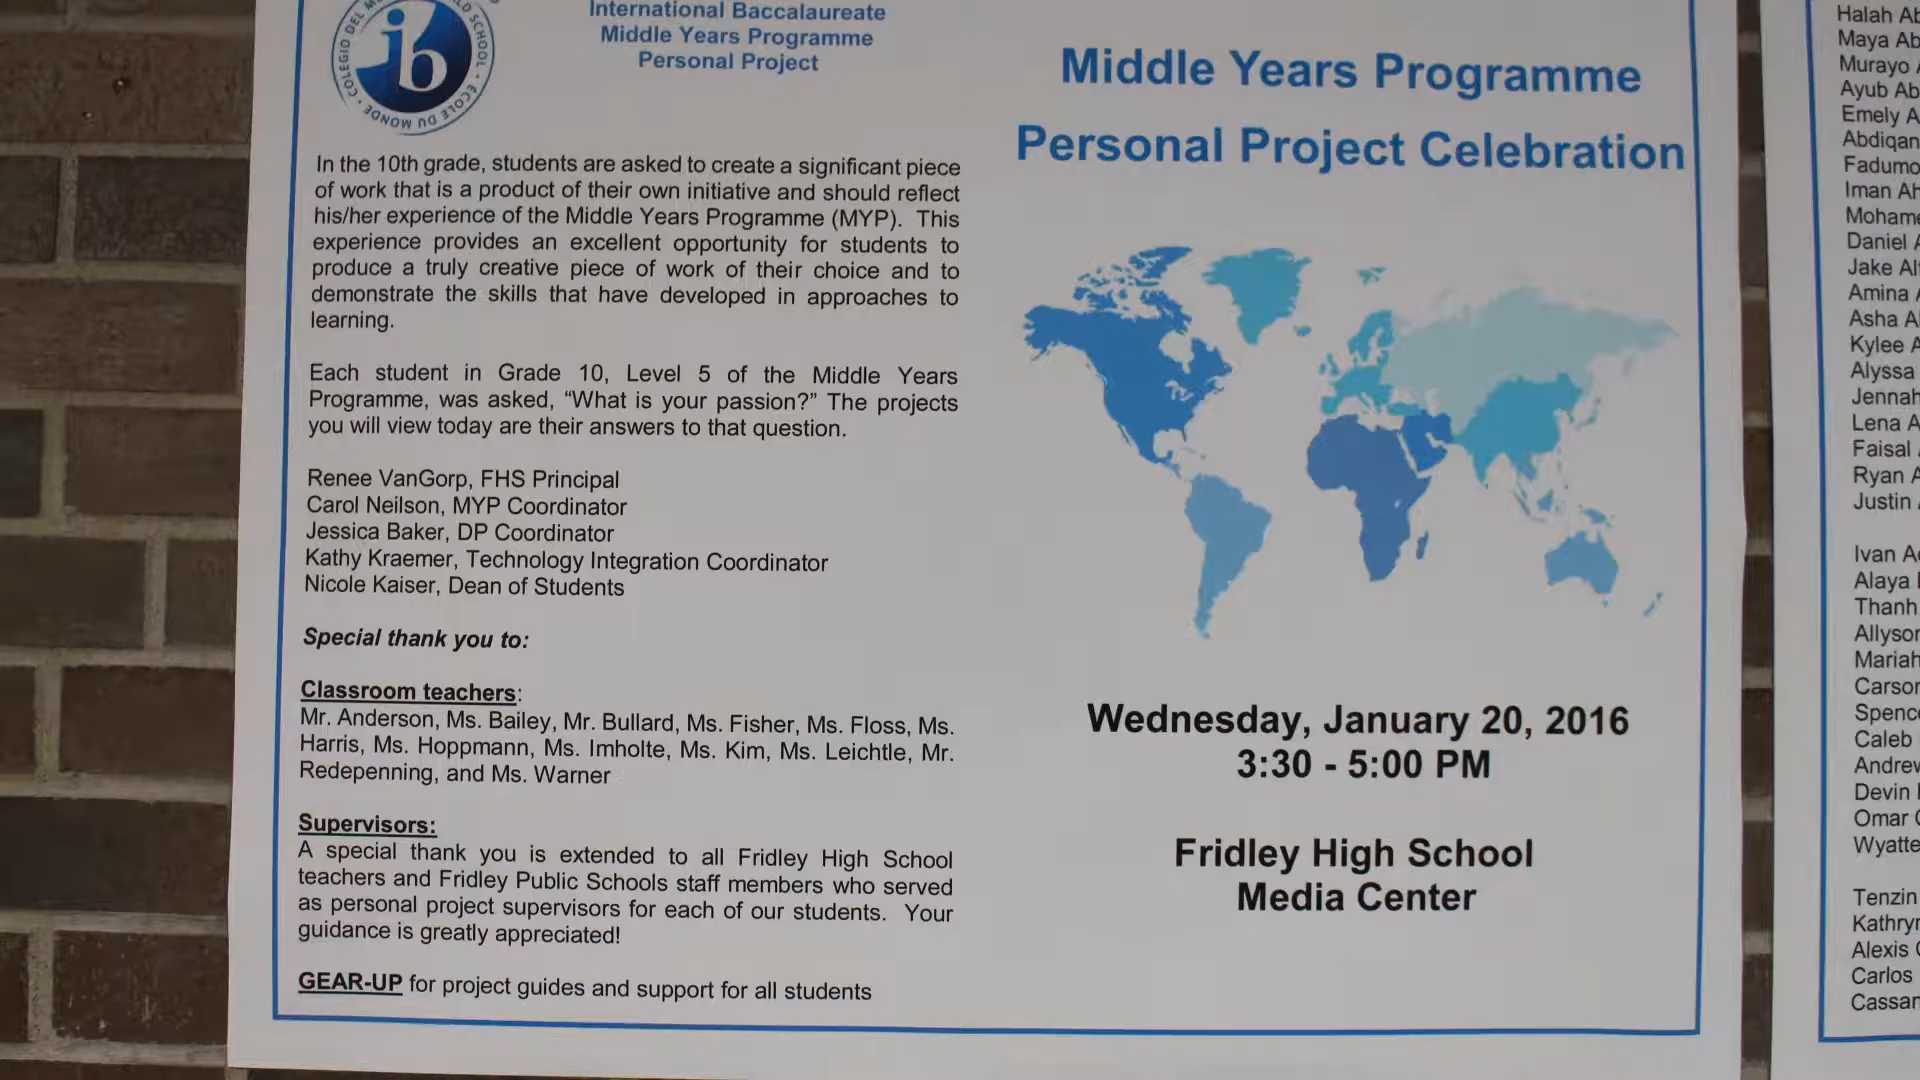 International Baccalaureate
Middle Years Programme
Personal Project
ib
COLEGIO DEL
SCHOOL • ÉCOLE DU MONDE •
In the 10th grade, students are asked to create a significant piece
of work that is a product of their own initiative and should reflect
his/her experience of the Middle Years Programme (MYP). This
experience provides an excellent opportunity for students to
produce a truly creative piece of work of their choice and to
demonstrate the skills that have developed in approaches to
learning.
Each student in Grade 10, Level 5 of the Middle Years
Programme, was asked, “What is your passion?” The projects
you will view today are their answers to that question.
Renee VanGorp, FHS Principal
Carol Neilson, MYP Coordinator
Jessica Baker, DP Coordinator
Kathy Kraemer, Technology Integration Coordinator
Nicole Kaiser, Dean of Students
Special thank you to:
Classroom teachers:
Mr. Anderson, Ms. Bailey, Mr. Bullard, Ms. Fisher, Ms. Floss, Ms.
Harris, Ms. Hoppmann, Ms. Imholte, Ms. Kim, Ms. Leichtle, Mr.
Redepenning, and Ms. Warner
Supervisors:
A special thank you is extended to all Fridley High School
teachers and Fridley Public Schools staff members who served
as personal project supervisors for each of our students. Your
guidance is greatly appreciated!
GEAR-UP for project guides and support for all students
Middle Years Programme
Personal Project Celebration
Wednesday, January 20, 2016
3:30 - 5:00 PM
Fridley High School
Media Center
Halah
Maya
Murayo
Ayub
Emely
Fadumo
Iman
Daniel
Jake
Amina
Asha
Kylee
Alyssa
Lena
Faisal
Ryan
Justin
Ivan
Alaya
Thanh
Caleb
Devin
Omar
Tenzin
Alexis
Carlos